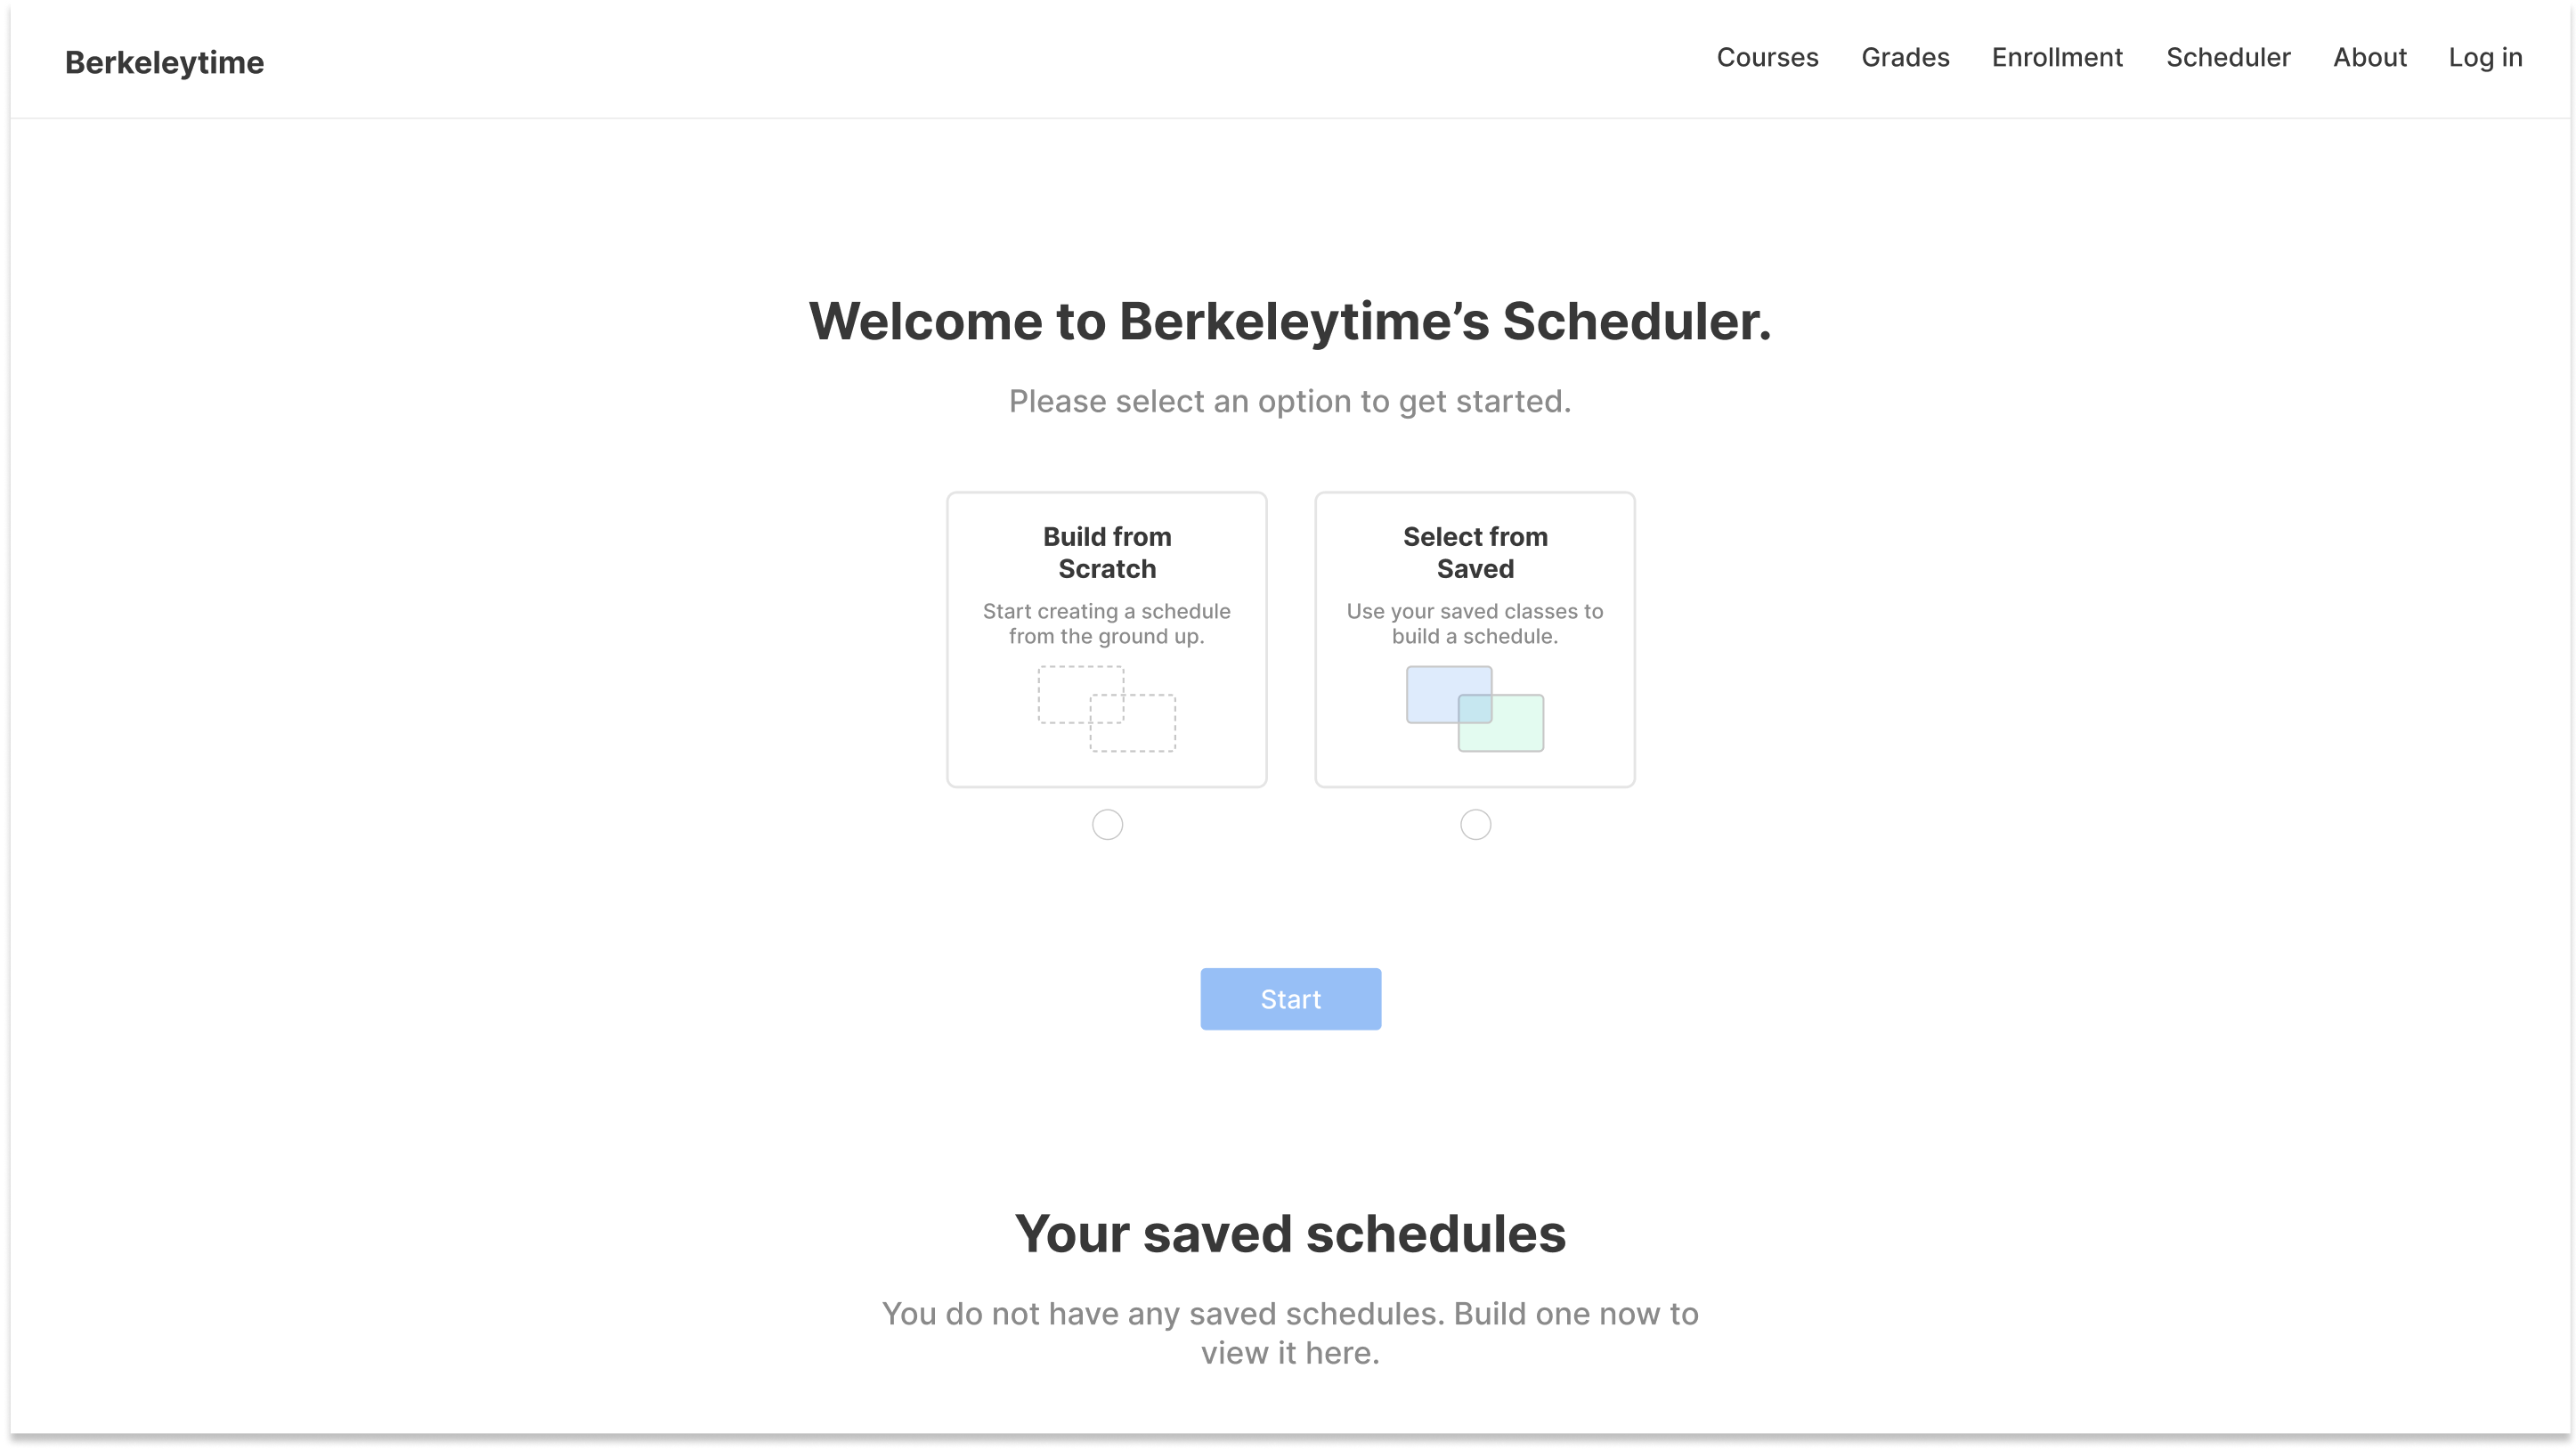 Berkeleytime
Courses Grades Enrollment Scheduler About Log in
Welcome to Berkeleytime’s Scheduler.
Please select an option to get started.
Build from
Scratch
Start creating a schedule
from the ground up.
Select from
Saved
Use your saved classes to
build a schedule.
Start
Your saved schedules
You do not have any saved schedules. Build one now to
view it here.